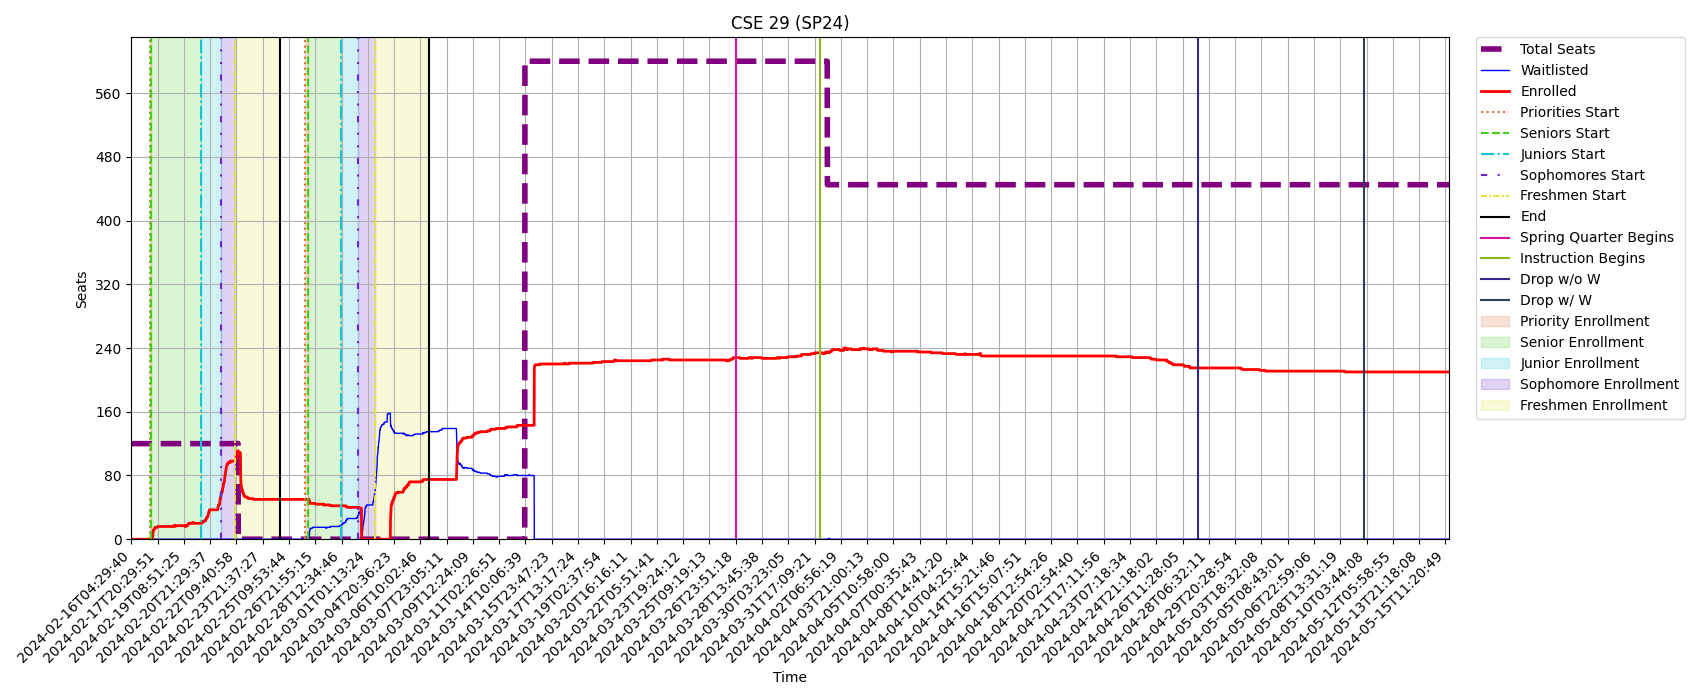 CSE 29 (SP24)
Seats
560
480
400
320
240
160
80
0
2024-02-16T04:29:40
2024-02-17T20:29:51
2024-02-19T08:51:25
2024-02-20T21:29:37
2024-02-22T09:40:58
2024-02-23T21:37:27
2024-02-25T09:53:44
2024-02-26T21:55:15
2024-02-28T12:34:46
2024-03-01T01:13:24
2024-03-04T20:36:23
2024-03-06T10:02:46
2024-03-07T23:05:11
2024-03-09T12:24:09
2024-03-11T02:26:51
2024-03-14T10:06:39
2024-03-15T23:47:23
2024-03-17T13:17:24
2024-03-19T02:37:54
2024-03-20T16:16:11
2024-03-22T05:51:41
2024-03-23T19:24:12
2024-03-25T09:19:13
2024-03-26T23:51:18
2024-03-28T13:45:38
2024-03-30T03:23:05
2024-03-31T17:09:21
2024-04-02T06:56:19
2024-04-03T21:00:13
2024-04-05T10:58:00
2024-04-07T00:35:43
2024-04-08T14:41:20
2024-04-10T04:25:44
2024-04-14T15:21:46
2024-04-16T15:07:51
2024-04-18T12:54:26
2024-04-20T02:54:40
2024-04-21T17:11:56
2024-04-23T07:18:34
2024-04-24T21:18:02
2024-04-26T11:28:05
2024-04-28T06:32:11
2024-04-29T20:28:54
2024-05-03T18:32:08
2024-05-05T08:43:01
2024-05-06T22:59:06
2024-05-08T13:31:19
2024-05-10T03:44:08
2024-05-12T05:58:55
2024-05-13T21:18:08
2024-05-15T11:20:49
Time
Total Seats
Waitlisted
Enrolled
Priorities Start
Seniors Start
Juniors Start
Sophomores Start
Freshmen Start
End
Spring Quarter Begins
Instruction Begins
Drop w/o W
Drop w/ W
Priority Enrollment
Senior Enrollment
Junior Enrollment
Sophomore Enrollment
Freshmen Enrollment